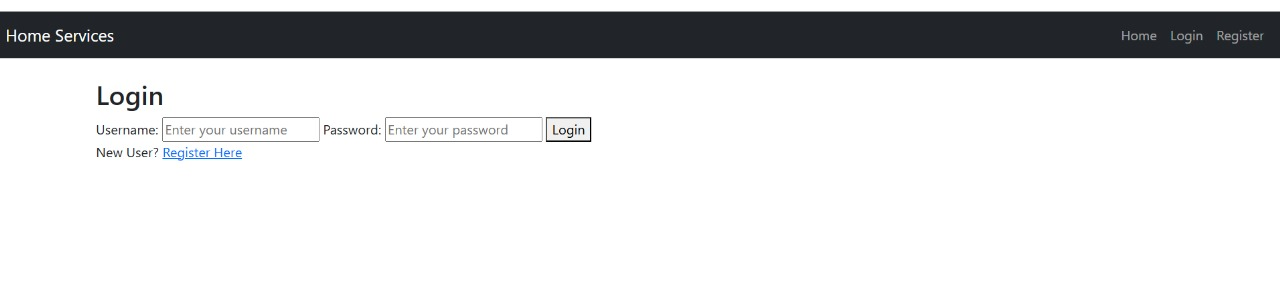 Home Services Home Login Register
Login
Username: Enter your username Password: Enter your password Login
New User? Register Here